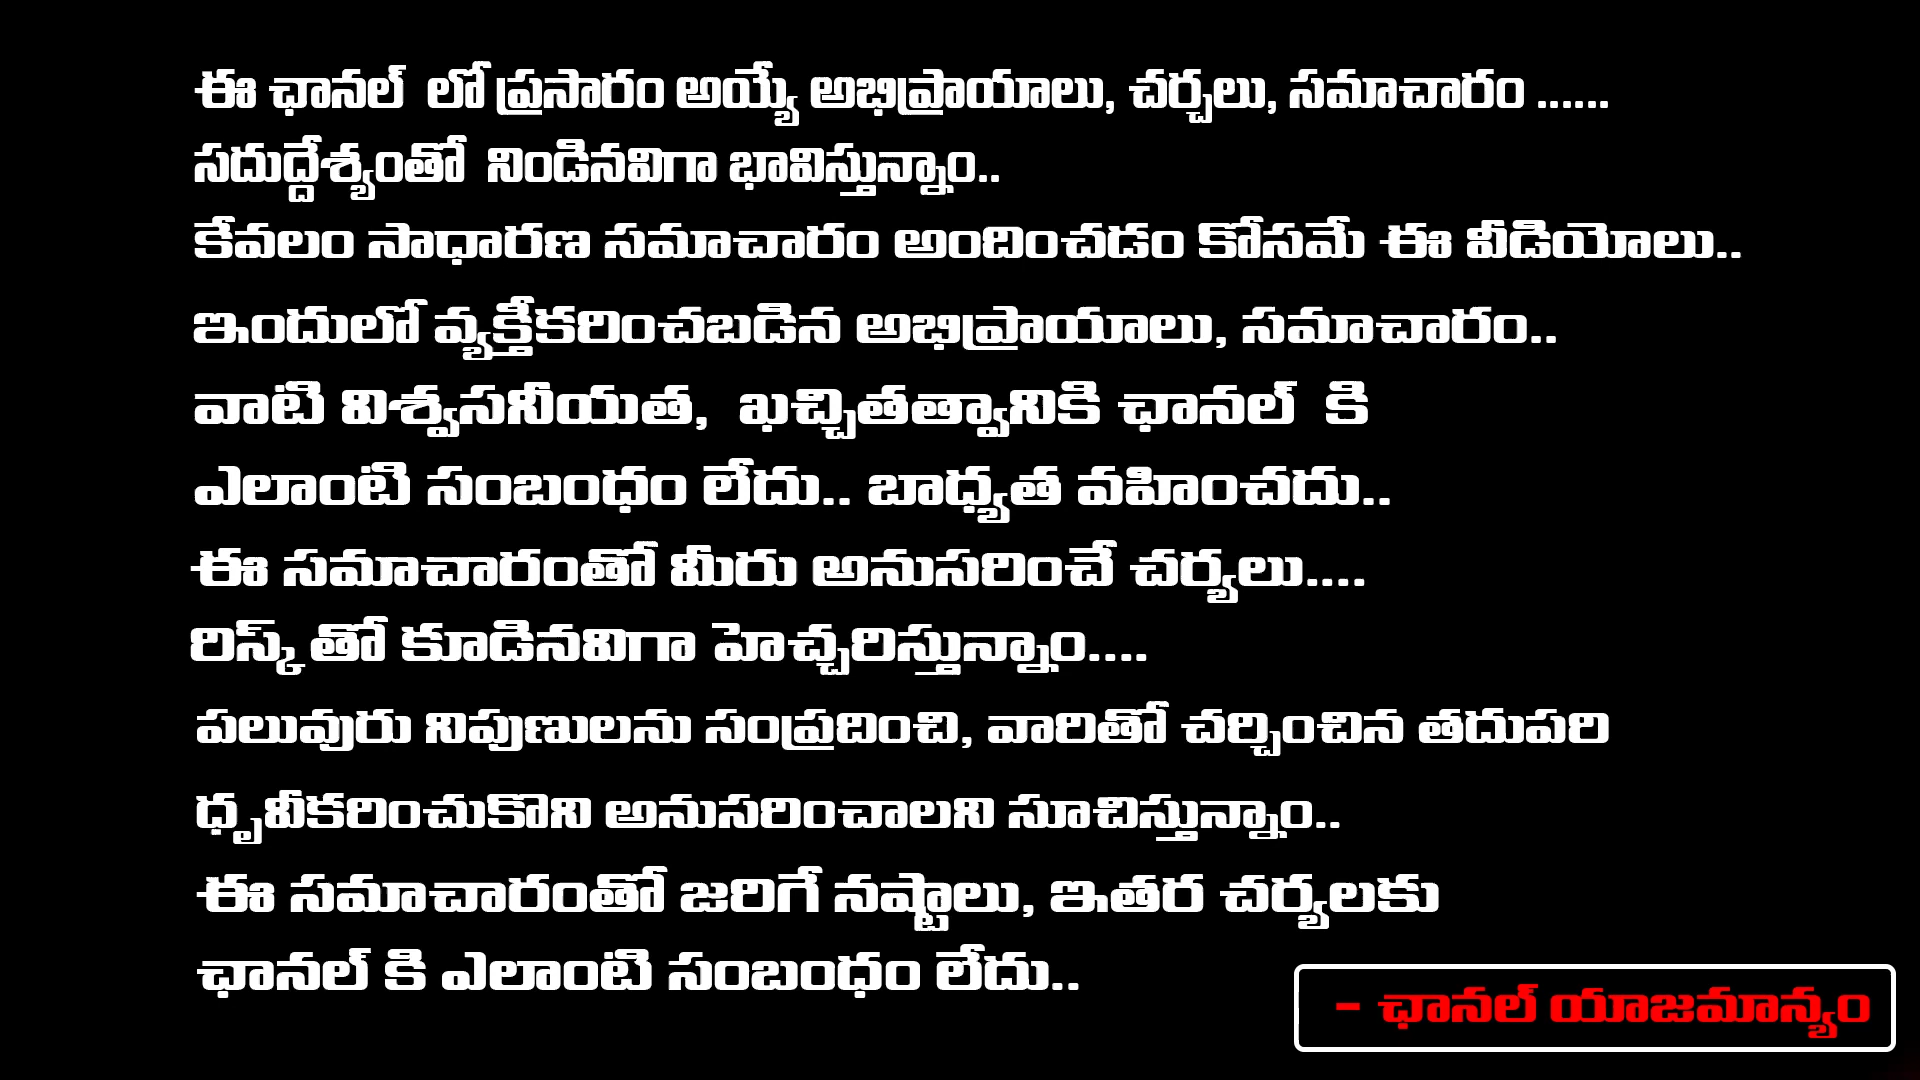 ఈ ఛానల్ లో ప్రసారం అయ్యే అభిప్రాయాలు, చర్చలు, సమాచారం ......
సదుద్దేశ్యంతో నిండినవిగా భావిస్తున్నాం..
కేవలం సాధారణ సమాచారం అందించడం కోసమే ఈ వీడియోలు..
ఇందులో వ్యక్తీకరించబడిన అభిప్రాయాలు, సమాచారం..
వాటి విశ్వసనీయత, ఖచ్చితత్వానికి ఛానల్ కి
ఎలాంటి సంబంధం లేదు.. బాధ్యత వహించదు..
ఈ సమాచారంతో మీరు అనుసరించే చర్యలు....
రిస్క్ తో కూడినవిగా హెచ్చరిస్తున్నాం....
పలువురు నిపుణులను సంప్రదించి, వారితో చర్చించిన తదుపరి
ధృవీకరించుకొని అనుసరించాలని సూచిస్తున్నాం..
ఈ సమాచారంతో జరిగే నష్టాలు, ఇతర చర్యలకు
ఛానల్ కి ఎలాంటి సంబంధం లేదు..
- ఛానల్ యాజమాన్యం